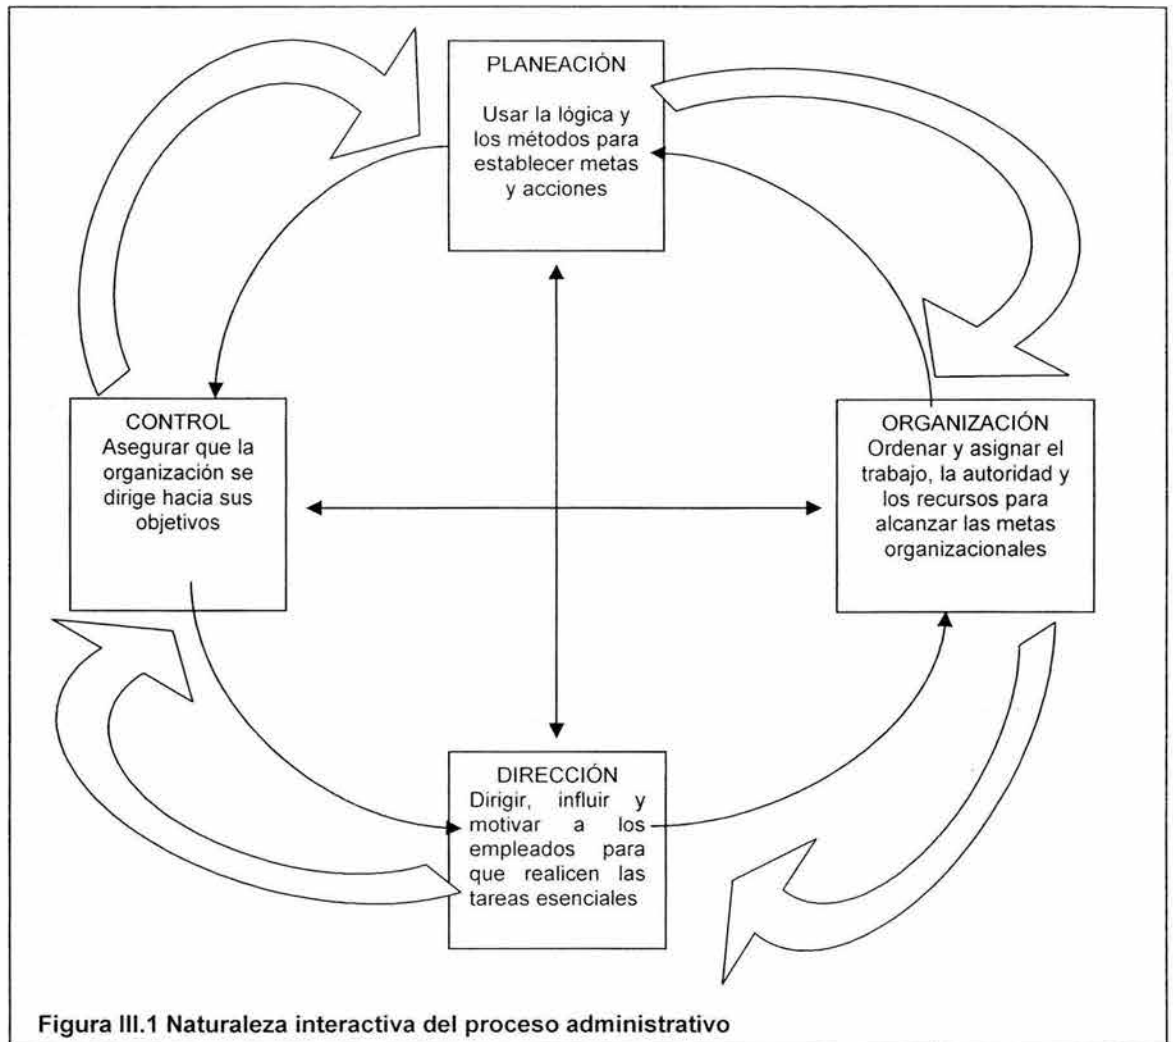 PLANEACIÓN
Usar la lógica y
los métodos para
establecer metas
y acciones
CONTROL
Asegurar que la
organización se
dirige hacia sus
objetivos
ORGANIZACIÓN
Ordenar y asignar el
trabajo, la autoridad y
los recursos para
alcanzar las metas
organizacionales
DIRECCIÓN
Dirigir, influir y
motivar a los
empleados para
que realicen las
tareas esenciales
Figura III.1 Naturaleza interactiva del proceso administrativo